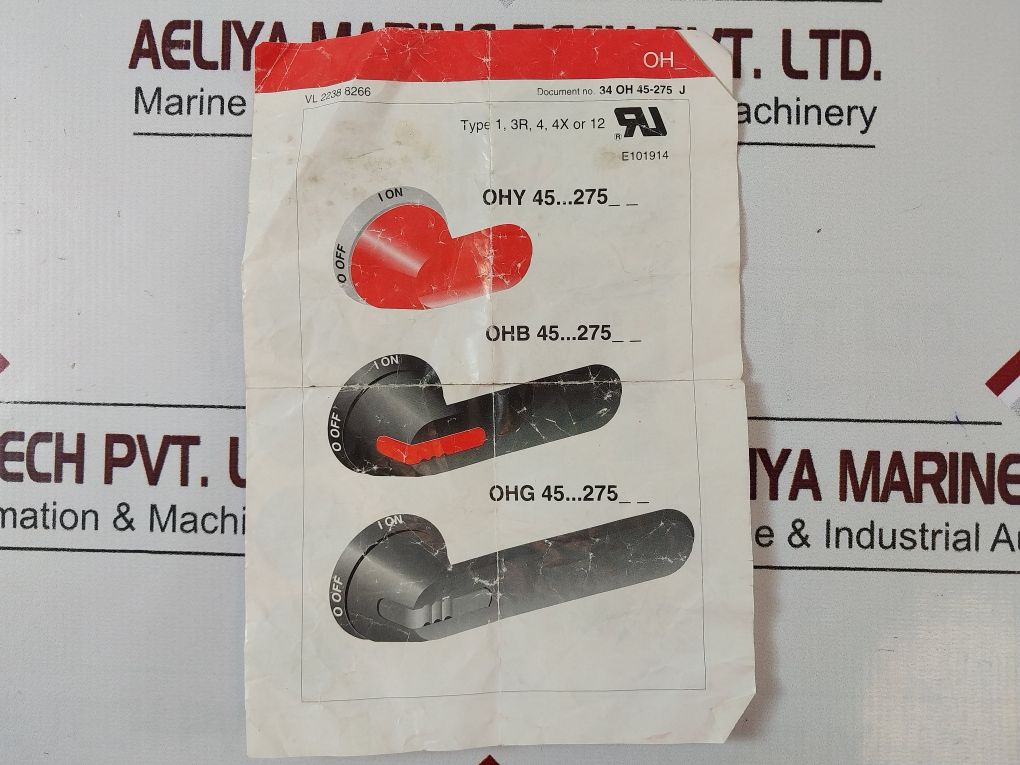 AELIYA MARINE TECH PVT. LTD.
Marine
achinery
OH_
VL 2238 8266
Document no. 34 OH 45-275 J
Type 1, 3R, 4, 4X or 12
®
E101914
OHY 45...275_ _
I ON
O OFF
OHB 45...275_ _
I ON
O OFF
OHG 45...275_ _
I ON
O OFF
ECH PVT. L
mation & Machi
IYA MARINE
e & Industrial Au